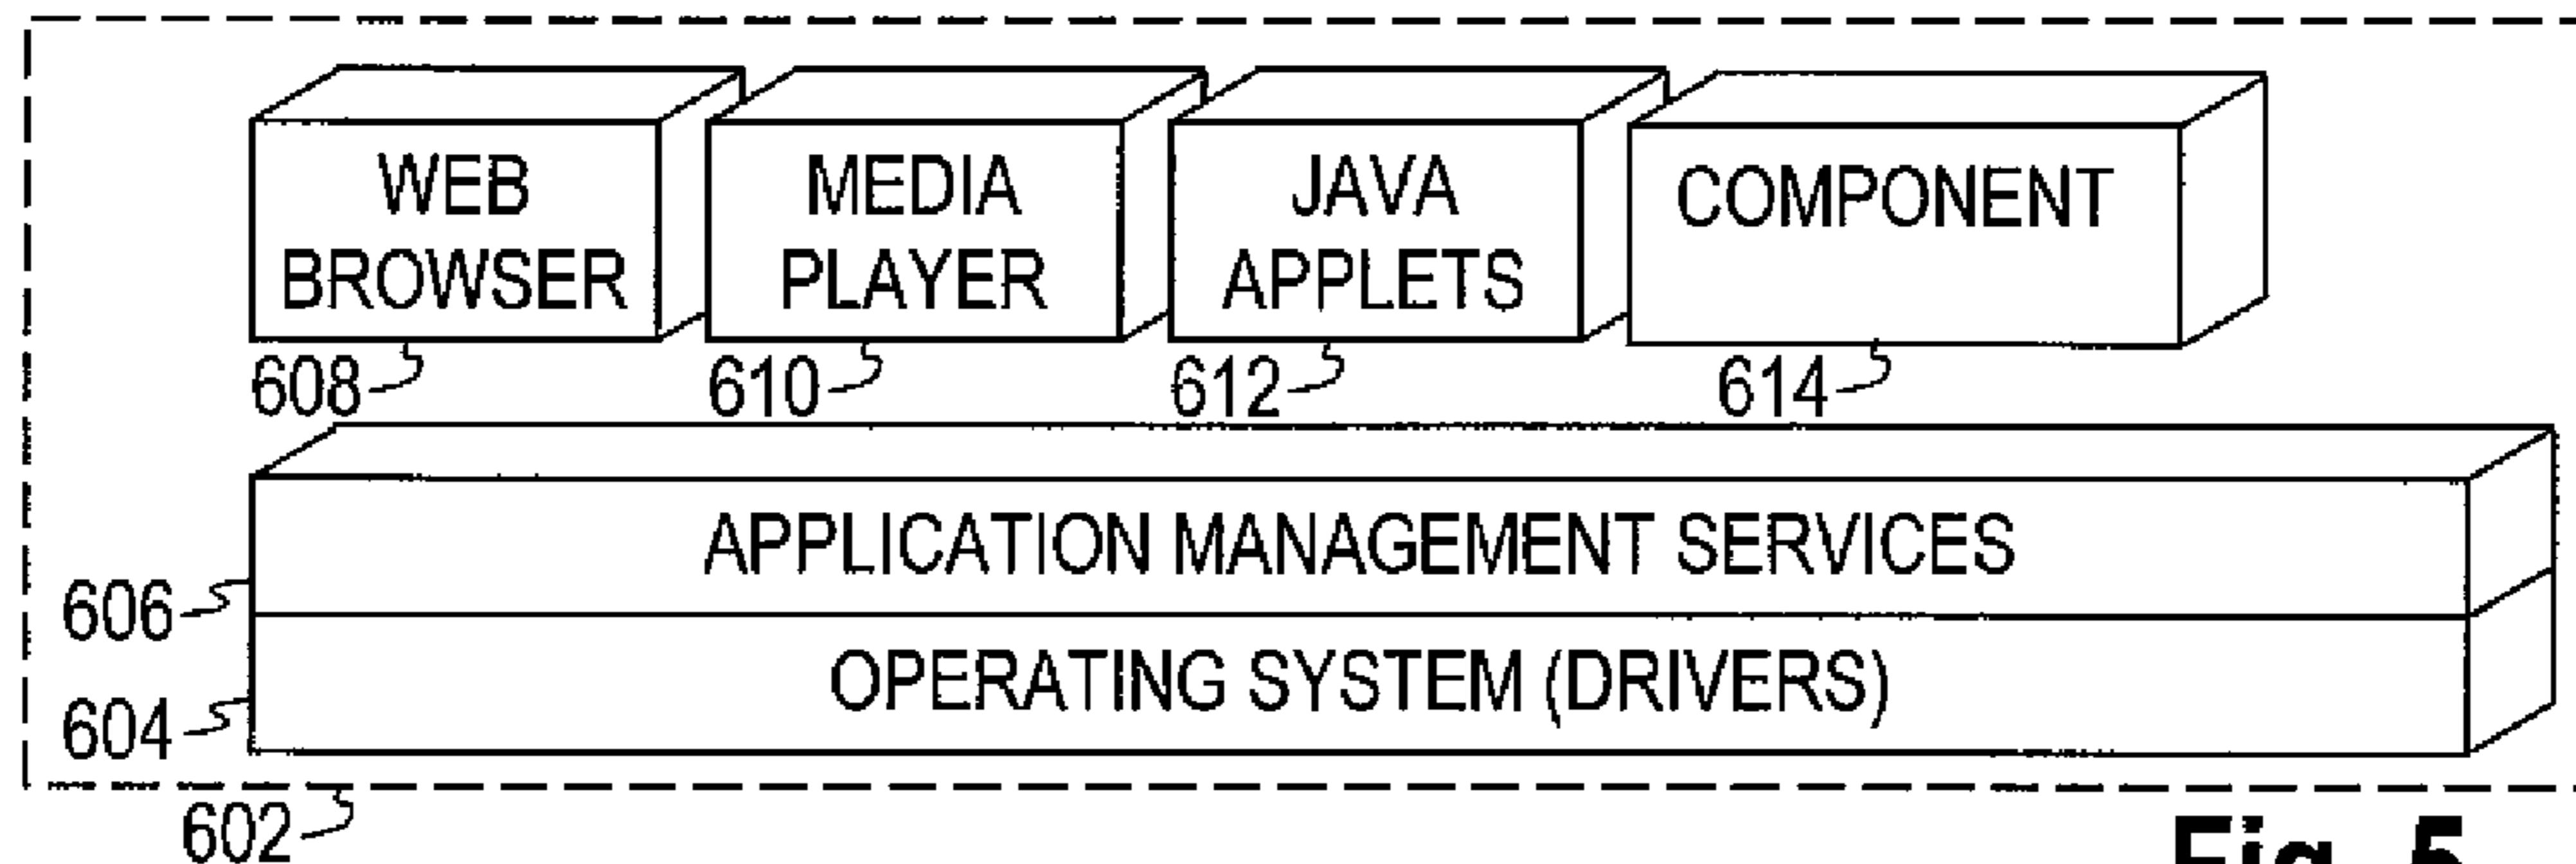 WEB
BROWSER
MEDIA
PLAYER
JAVA
APPLETS
COMPONENT
608
610
612
614
APPLICATION MANAGEMENT SERVICES
606
OPERATING SYSTEM (DRIVERS)
604
602
Fig. 5